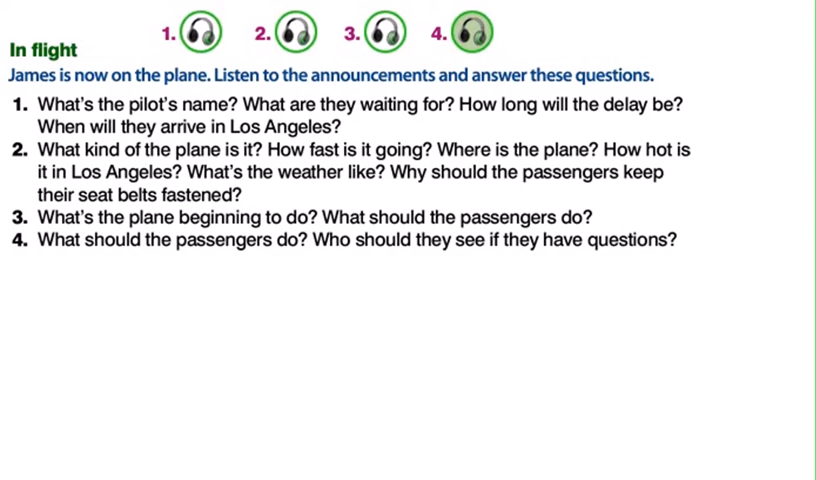 1. 2. 3. 4.
In flight
James is now on the plane. Listen to the announcements and answer these questions.
1. What's the pilot's name? What are they waiting for? How long will the delay be?
When will they arrive in Los Angeles?
2. What kind of the plane is it? How fast is it going? Where is the plane? How hot is
it in Los Angeles? What's the weather like? Why should the passengers keep
their seat belts fastened?
3. What's the plane beginning to do? What should the passengers do?
4. What should the passengers do? Who should they see if they have questions?